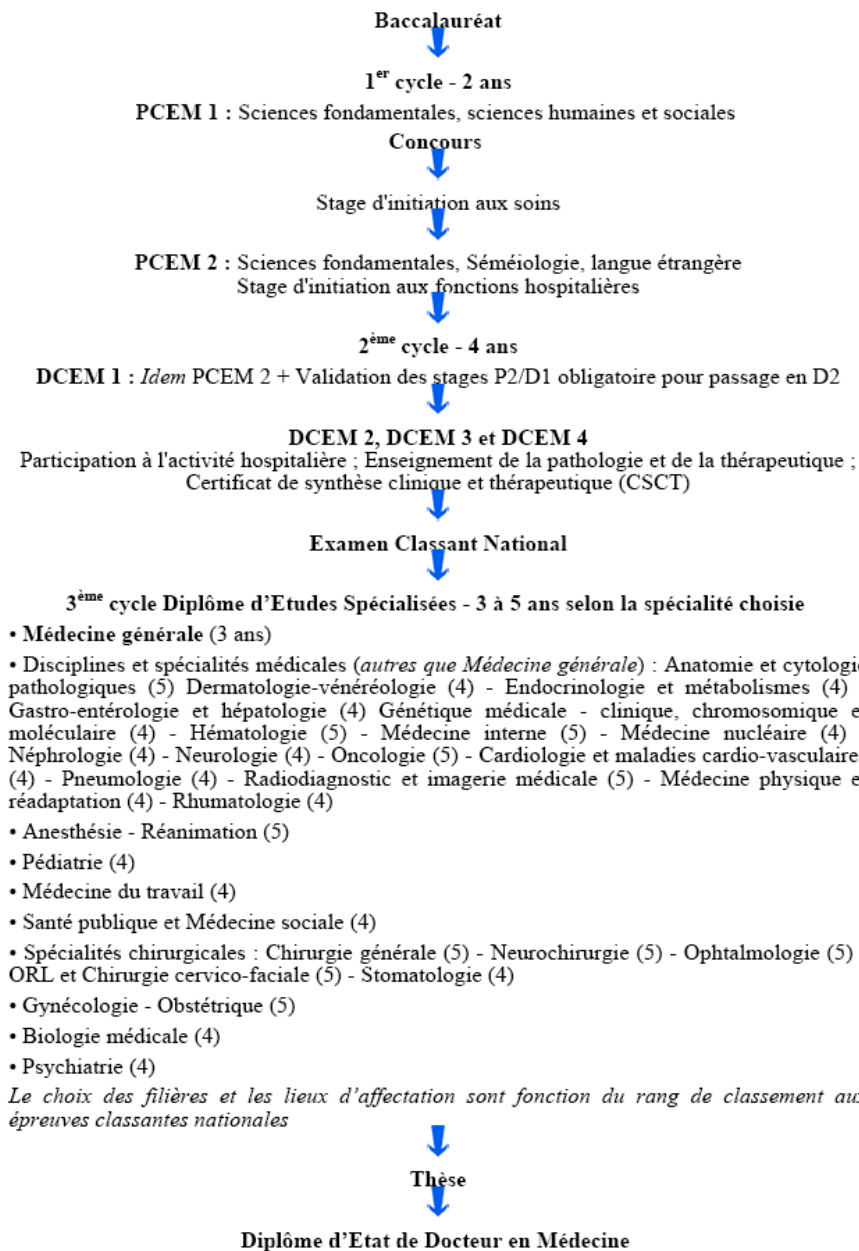 Baccalauréat
1er cycle - 2 ans
PCEM 1 : Sciences fondamentales, sciences humaines et sociales
Concours
Stage d'initiation aux soins
PCEM 2 : Sciences fondamentales, Séméiologie, langue étrangère
Stage d'initiation aux fonctions hospitalières
2ème cycle - 4 ans
DCEM 1 : Idem PCEM 2 + Validation des stages P2/D1 obligatoire pour passage en D2
DCEM 2, DCEM 3 et DCEM 4
Participation à l'activité hospitalière ; Enseignement de la pathologie et de la thérapeutique ;
Certificat de synthèse clinique et thérapeutique (CSCT)
Examen Classant National
3ème cycle Diplôme d’Etudes Spécialisées - 3 à 5 ans selon la spécialité choisie
• Médecine générale (3 ans)
• Disciplines et spécialités médicales (autres que Médecine générale) : Anatomie et cytologie
pathologiques (5) Dermatologie-vénéréologie (4) - Endocrinologie et métabolismes (4)
Gastro-entérologie et hépatologie (4) Génétique médicale - clinique, chromosomique e
moléculaire (4) - Hématologie (5) - Médecine interne (5) - Médecine nucléaire (4)
Néphrologie (4) - Neurologie (4) - Oncologie (5) - Cardiologie et maladies cardio-vasculaire
(4) - Pneumologie (4) - Radiodiagnostic et imagerie médicale (5) - Médecine physique e
réadaptation (4) - Rhumatologie (4)
• Anesthésie - Réanimation (5)
• Pédiatrie (4)
• Médecine du travail (4)
• Santé publique et Médecine sociale (4)
• Spécialités chirurgicales : Chirurgie générale (5) - Neurochirurgie (5) - Ophtalmologie (5)
ORL et Chirurgie cervico-faciale (5) - Stomatologie (4)
• Gynécologie - Obstétrique (5)
• Biologie médicale (4)
• Psychiatrie (4)
Le choix des filières et les lieux d’affectation sont fonction du rang de classement aux
épreuves classantes nationales
Thèse
Diplôme d’Etat de Docteur en Médecine